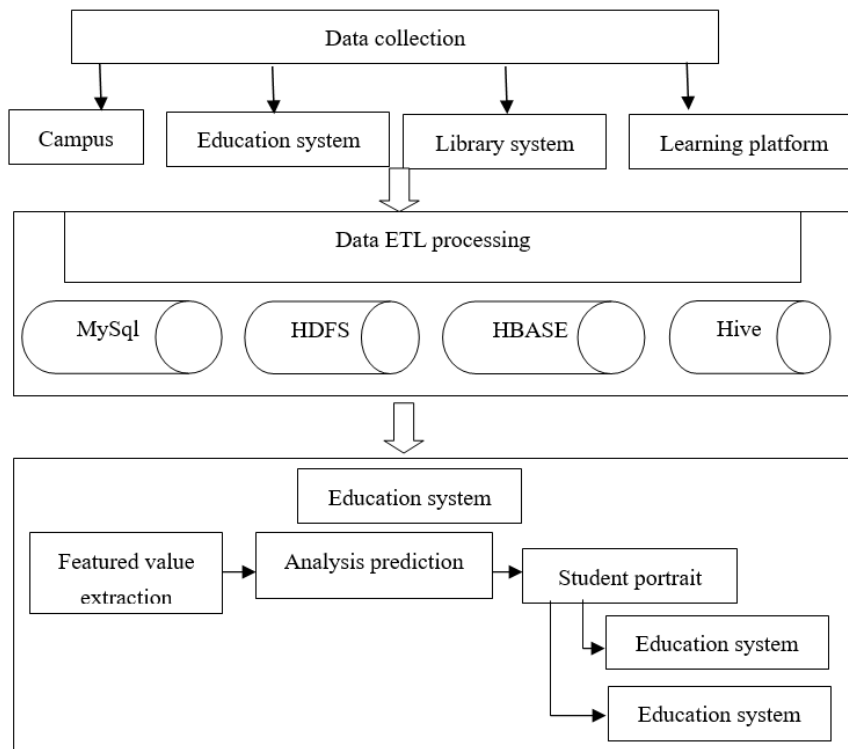 Data collection
Campus
Education system
Library system
Learning platform
Data ETL processing
MySql
HDFS
HBASE
Hive
Education system
Featured value
extraction
Analysis prediction
Student portrait
Education system
Education system